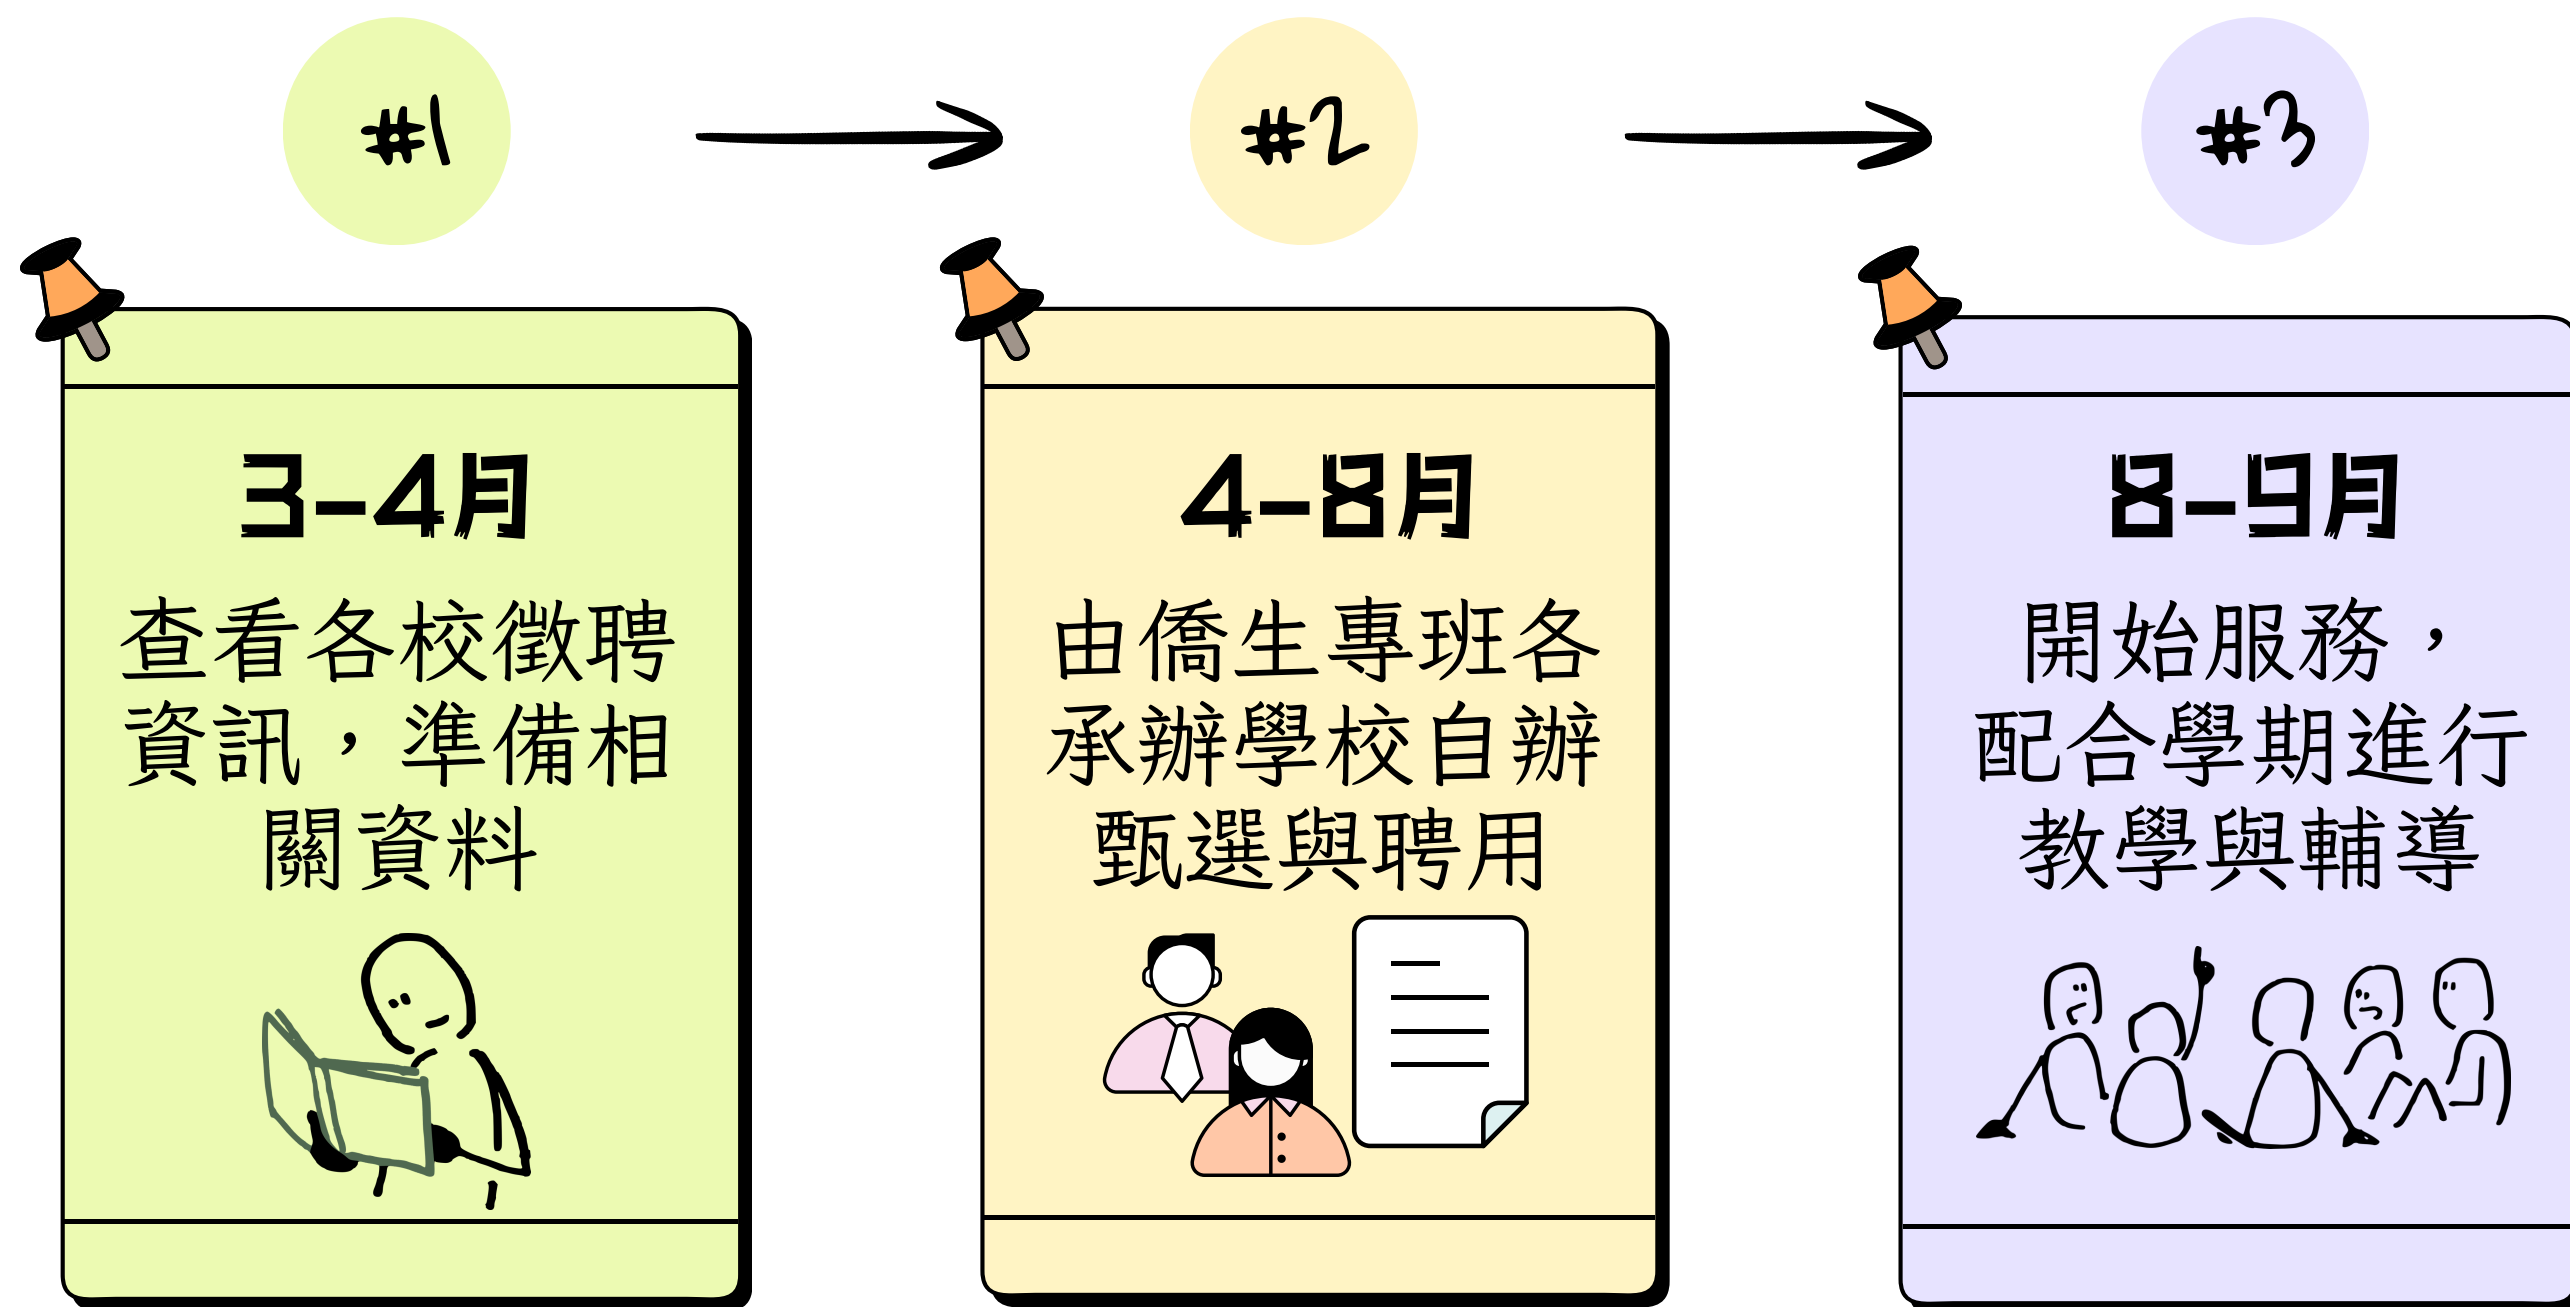 #1
#2
#3
3-4月
查看各校徵聘
資訊，準備相
關資料
4-8月
由僑生專班各
承辦學校自辦
甄選與聘用
8-9月
開始服務，
配合學期進行
教學與輔導